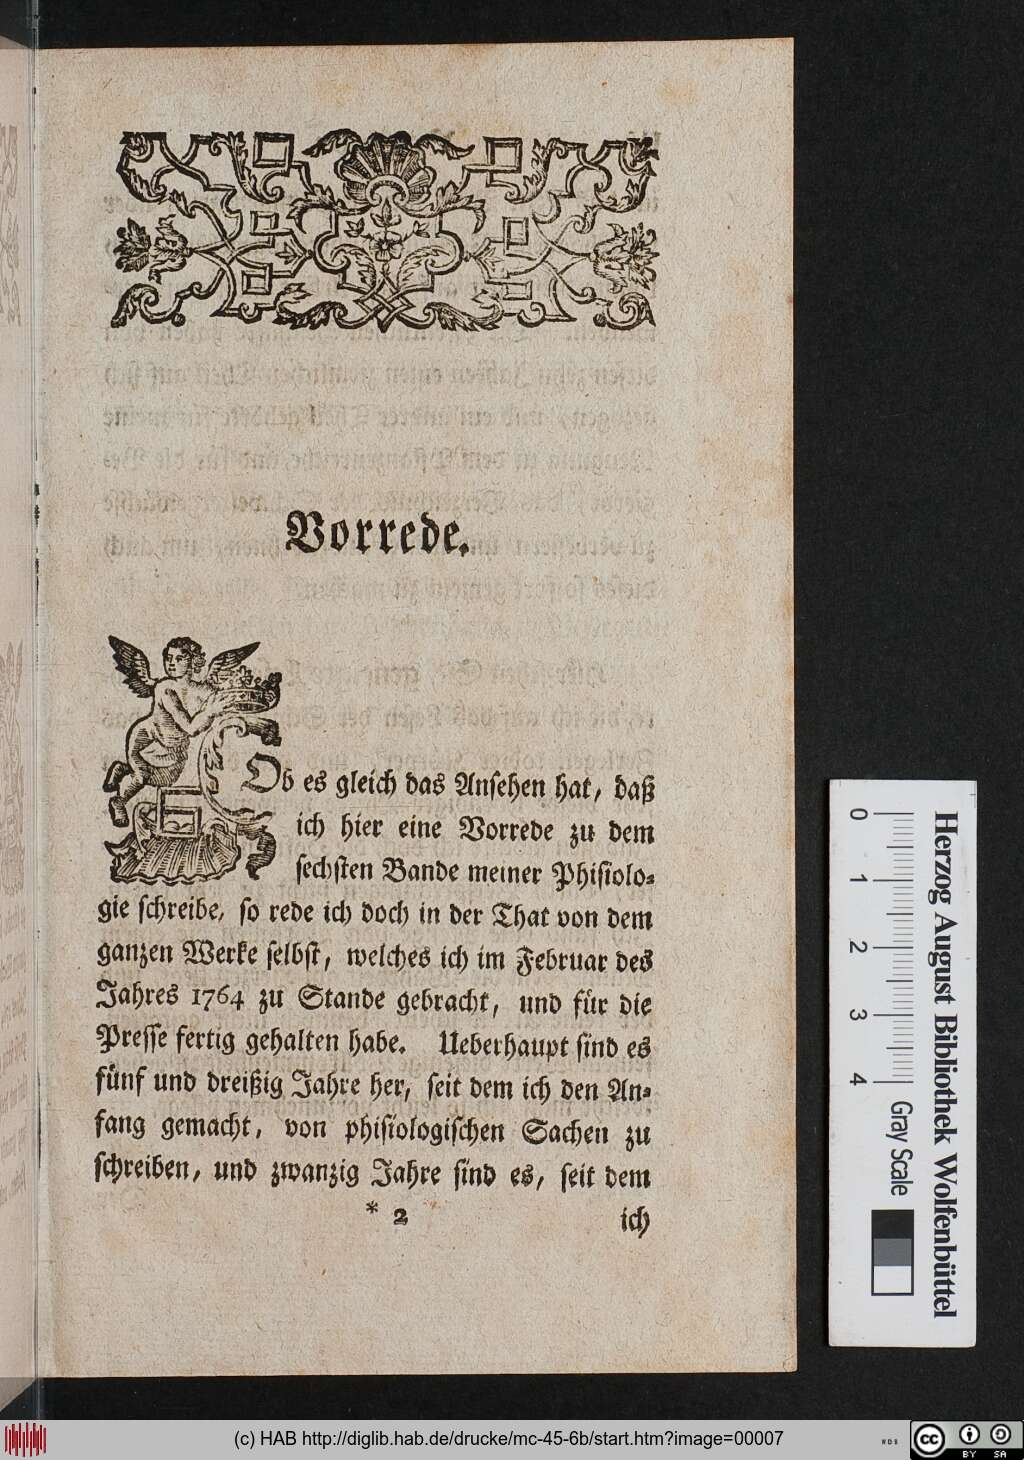 Vorrede.
Ob es gleich das Ansehen hat, daß
ich hier eine Vorrede zu dem
sechsten Bande meiner Phisiolo-
gie schreibe, so rede ich doch in der That von dem
ganzen Werke selbst, welches ich im Februar des
Jahres 1764 zu Stande gebracht, und für die
Presse fertig gehalten habe. Ueberhaupt sind es
fünf und dreißig Jahre her, seit dem ich den An-
fang gemacht, von phisiologischen Sachen zu
schreiben, und zwanzig Jahre sind es, seit dem
* 2
ich
Herzog August Bibliothek Wolfenbüttel
0 1 2 3 4
Gray Scale
(c) HAB http://diglib.hab.de/drucke/mc-45-6b/start.htm?image=00007
WDB
cc BY SA